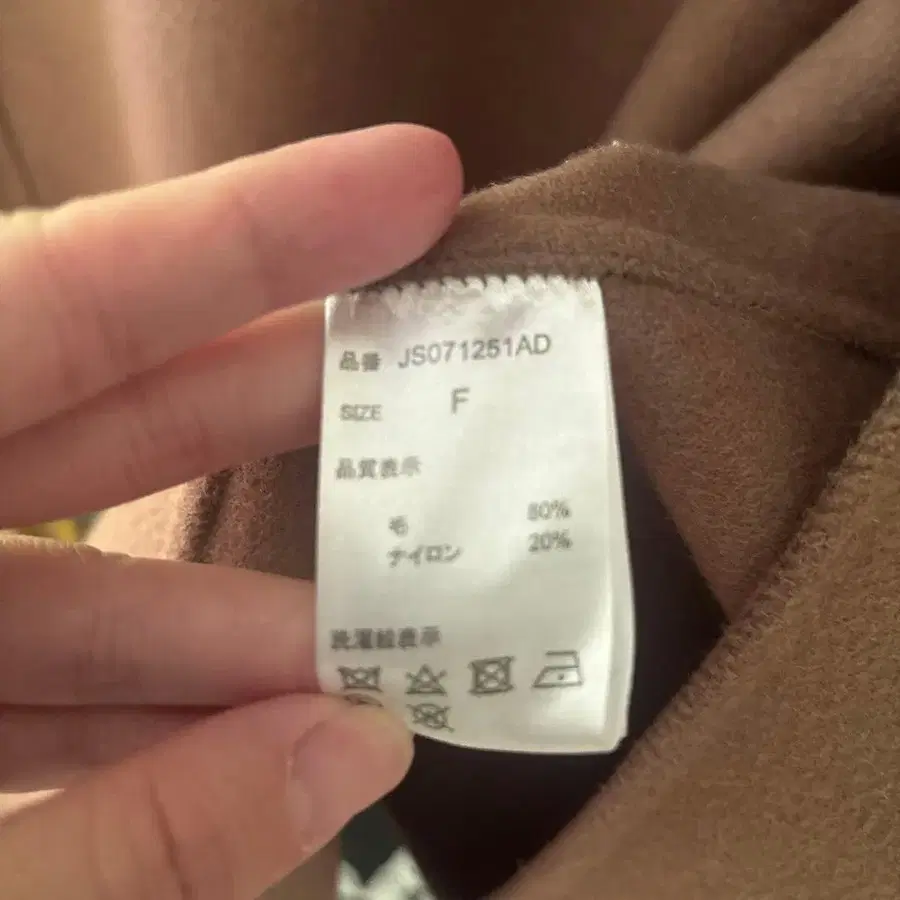 品番 JS071251AD
SIZE F
品質表示
毛 80%
ナイロン 20%
洗濯絵表示